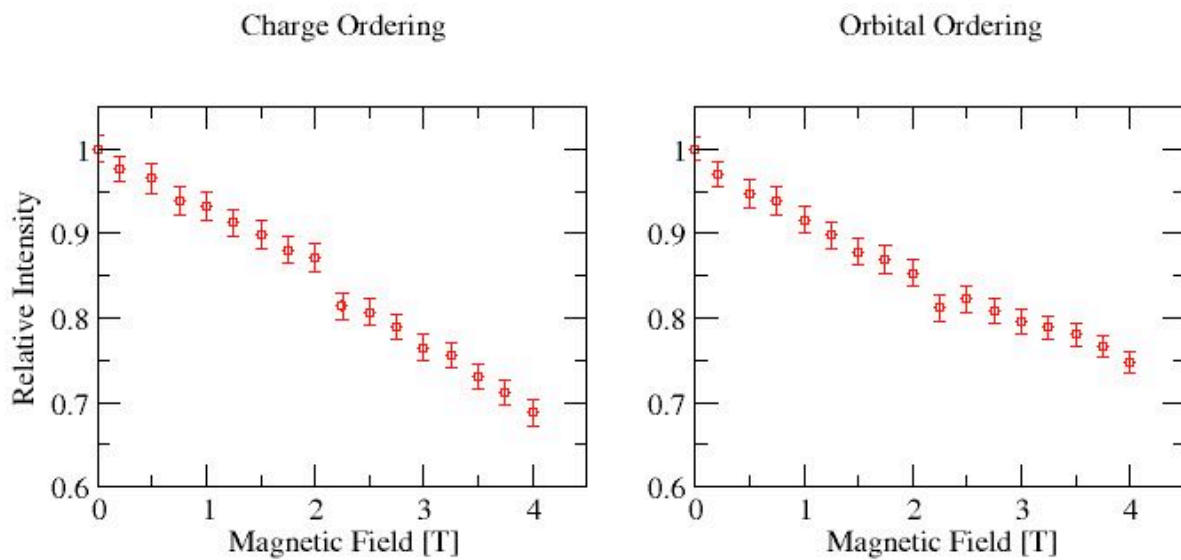 Charge Ordering
Orbital Ordering
Relative Intensity
1
0.9
0.8
0.7
0.6
0 1 2 3 4
Magnetic Field [T]
1
0.9
0.8
0.7
0.6
0 1 2 3 4
Magnetic Field [T]